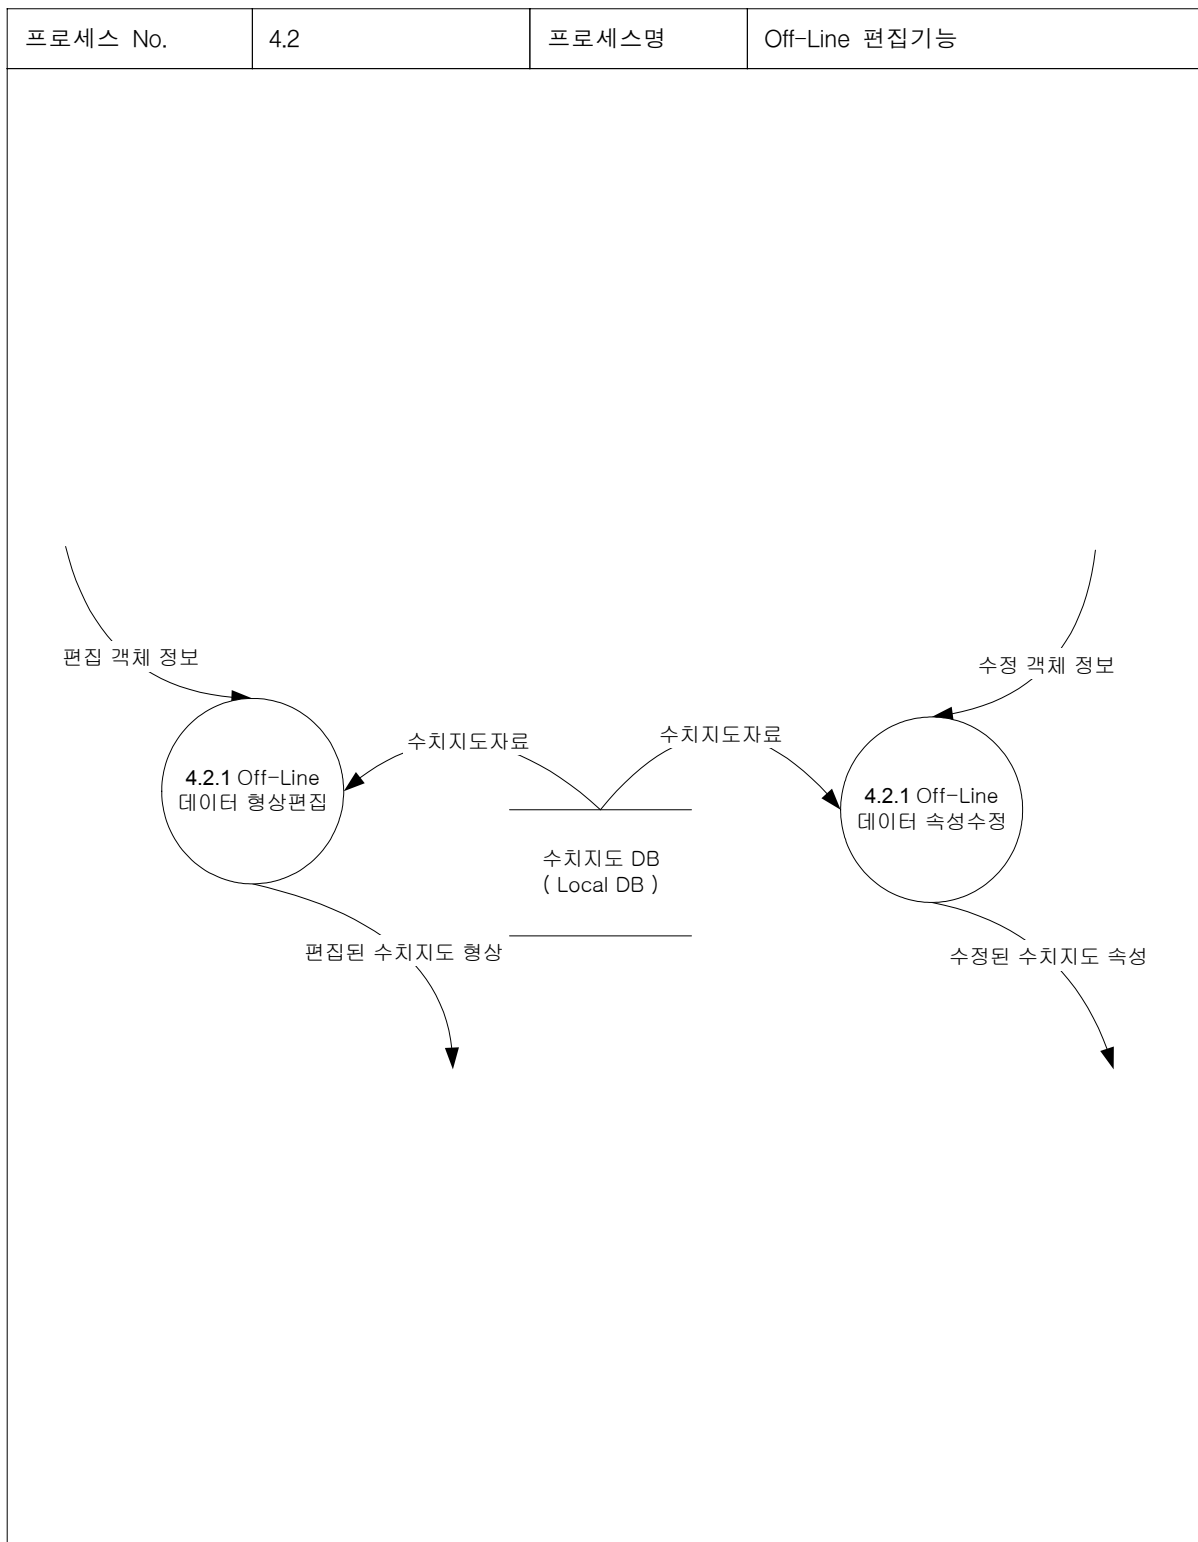 프로세스 No.
4.2
프로세스명
Off-Line 편집기능
편집 객체 정보
수정 객체 정보
수치지도자료
수치지도자료
4.2.1 Off-Line
데이터 형상편집
4.2.1 Off-Line
데이터 속성수정
수치지도 DB
( Local DB )
편집된 수치지도 형상
수정된 수치지도 속성